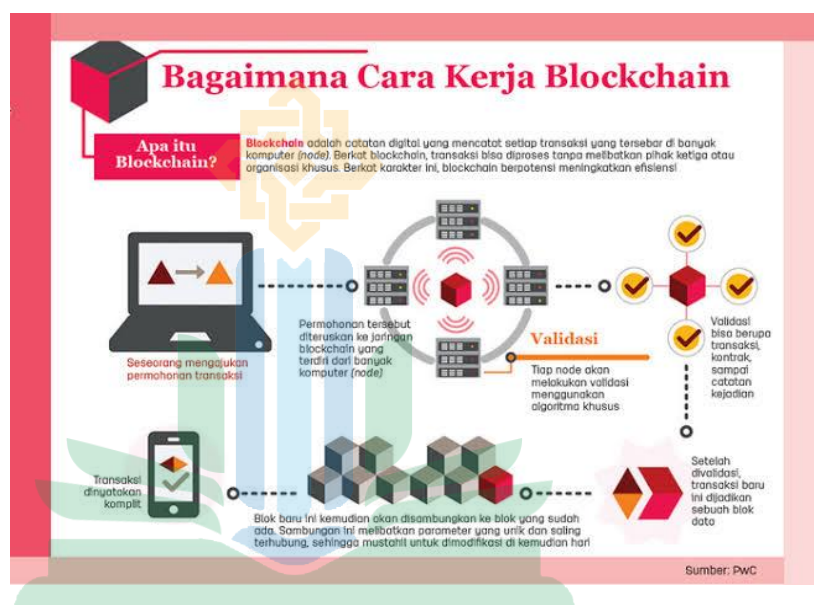 Bagaimana Cara Kerja Blockchain
Apa itu
Blockchain?
Blockchain adalah catatan digital yang mencatat setiap transaksi yang tersebar di banyak
komputer (node). Berkat blockchain, transaksi bisa diproses tanpa melibatkan pihak ketiga atau
organisasi khusus. Berkat karakter ini, blockchain berpotensi meningkatkan efisiensi
Seseorang mengajukan
permohonan transaksi
Permohonan tersebut
diteruskan ke jaringan
blockchain yang
terdiri dari banyak
komputer (node)
Validasi
Tiap node akan
melakukan validasi
menggunakan
algoritma khusus
Validasi
bisa berupa
transaksi,
kontrak,
sampai
catatan
kejadian
Setelah
divalidasi,
transaksi baru
ini dijadikan
sebuah blok
data
Blok baru ini kemudian akan disambungkan ke blok yang sudah
ada. Sambungan ini melibatkan parameter yang unik dan saling
terhubung, sehingga mustahil untuk dimodifikasi di kemudian hari
Transaksi
dinyatakan
komplit
Sumber: PwC